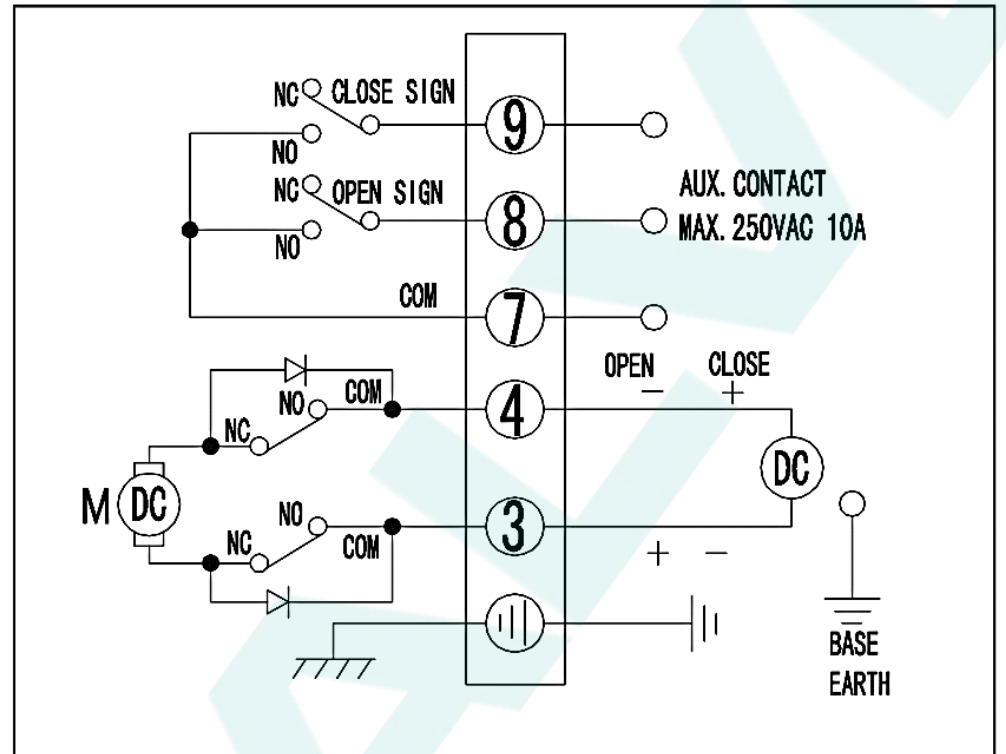 NC CLOSE SIGN
9
NO
NC OPEN SIGN
AUX. CONTACT
8
MAX. 250VAC 10A
NO
COM
7
OPEN CLOSE
− +
NO COM
4
NC
DC
M DC
NO
3
NC
COM
+ −
BASE
EARTH